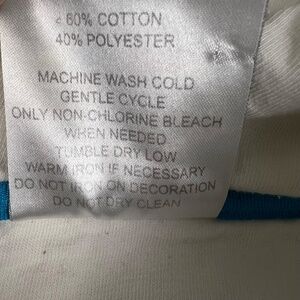 60% COTTON
40% POLYESTER
MACHINE WASH COLD
GENTLE CYCLE
ONLY NON-CHLORINE BLEACH
WHEN NEEDED
TUMBLE DRY LOW
WARM IRON IF NECESSARY
DO NOT IRON ON DECORATION
DO NOT DRY CLEAN